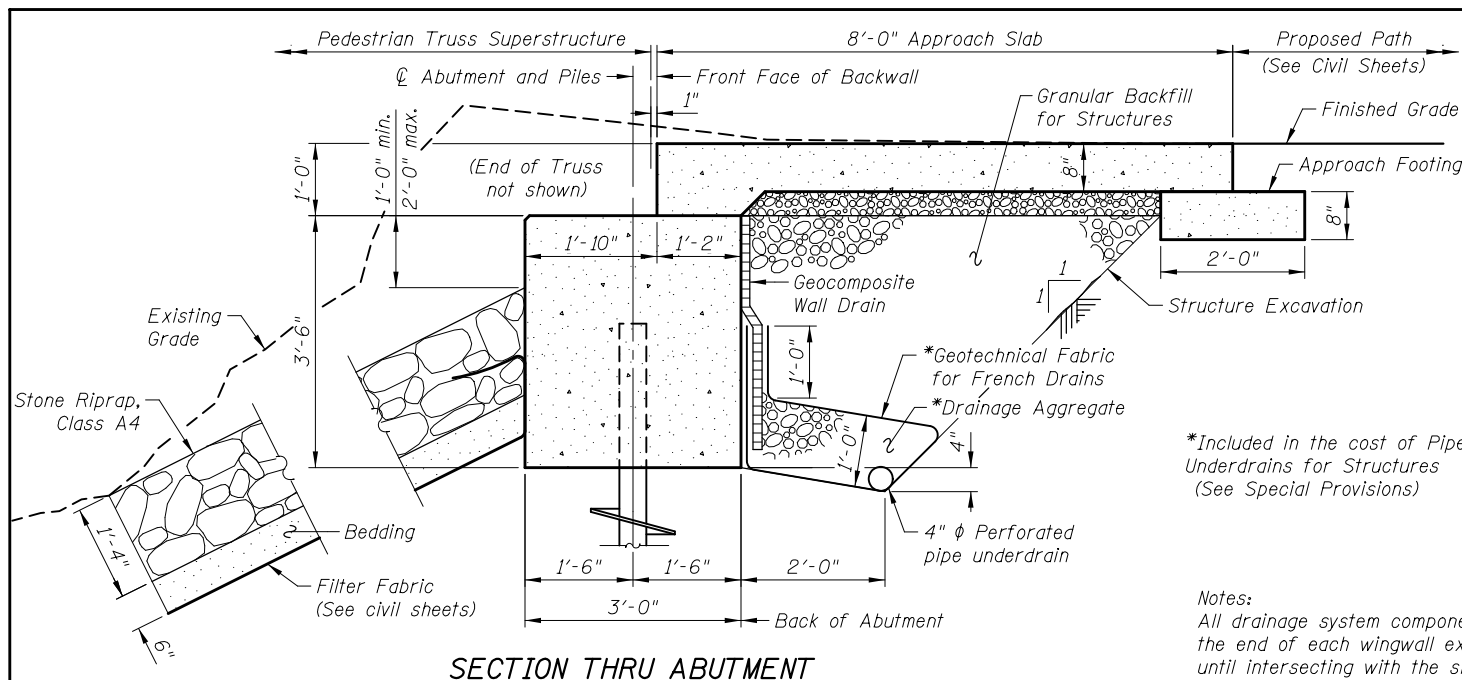 Pedestrian Truss Superstructure
8'-0" Approach Slab
Proposed Path
(See Civil Sheets)
℄ Abutment and Piles
Front Face of Backwall
1"
Granular Backfill
for Structures
Finished Grade
1'-0"
1'-0" min.
2'-0" max.
(End of Truss
not shown)
8"
Approach Footing
8"
1'-10"
1'-2"
2'-0"
Geocomposite
Wall Drain
1
1
Structure Excavation
Existing
Grade
3'-6"
1'-0"
*Geotechnical Fabric
for French Drains
Stone Riprap,
Class A4
*Drainage Aggregate
1'-0"
4"
*Included in the cost of Pipe
Underdrains for Structures
(See Special Provisions)
1'-4"
Bedding
4" ϕ Perforated
pipe underdrain
Filter Fabric
(See civil sheets)
6"
1'-6"
1'-6"
2'-0"
3'-0"
Back of Abutment
Notes:
All drainage system
the end of each wingwall
until intersecting with the
SECTION THRU ABUTMENT